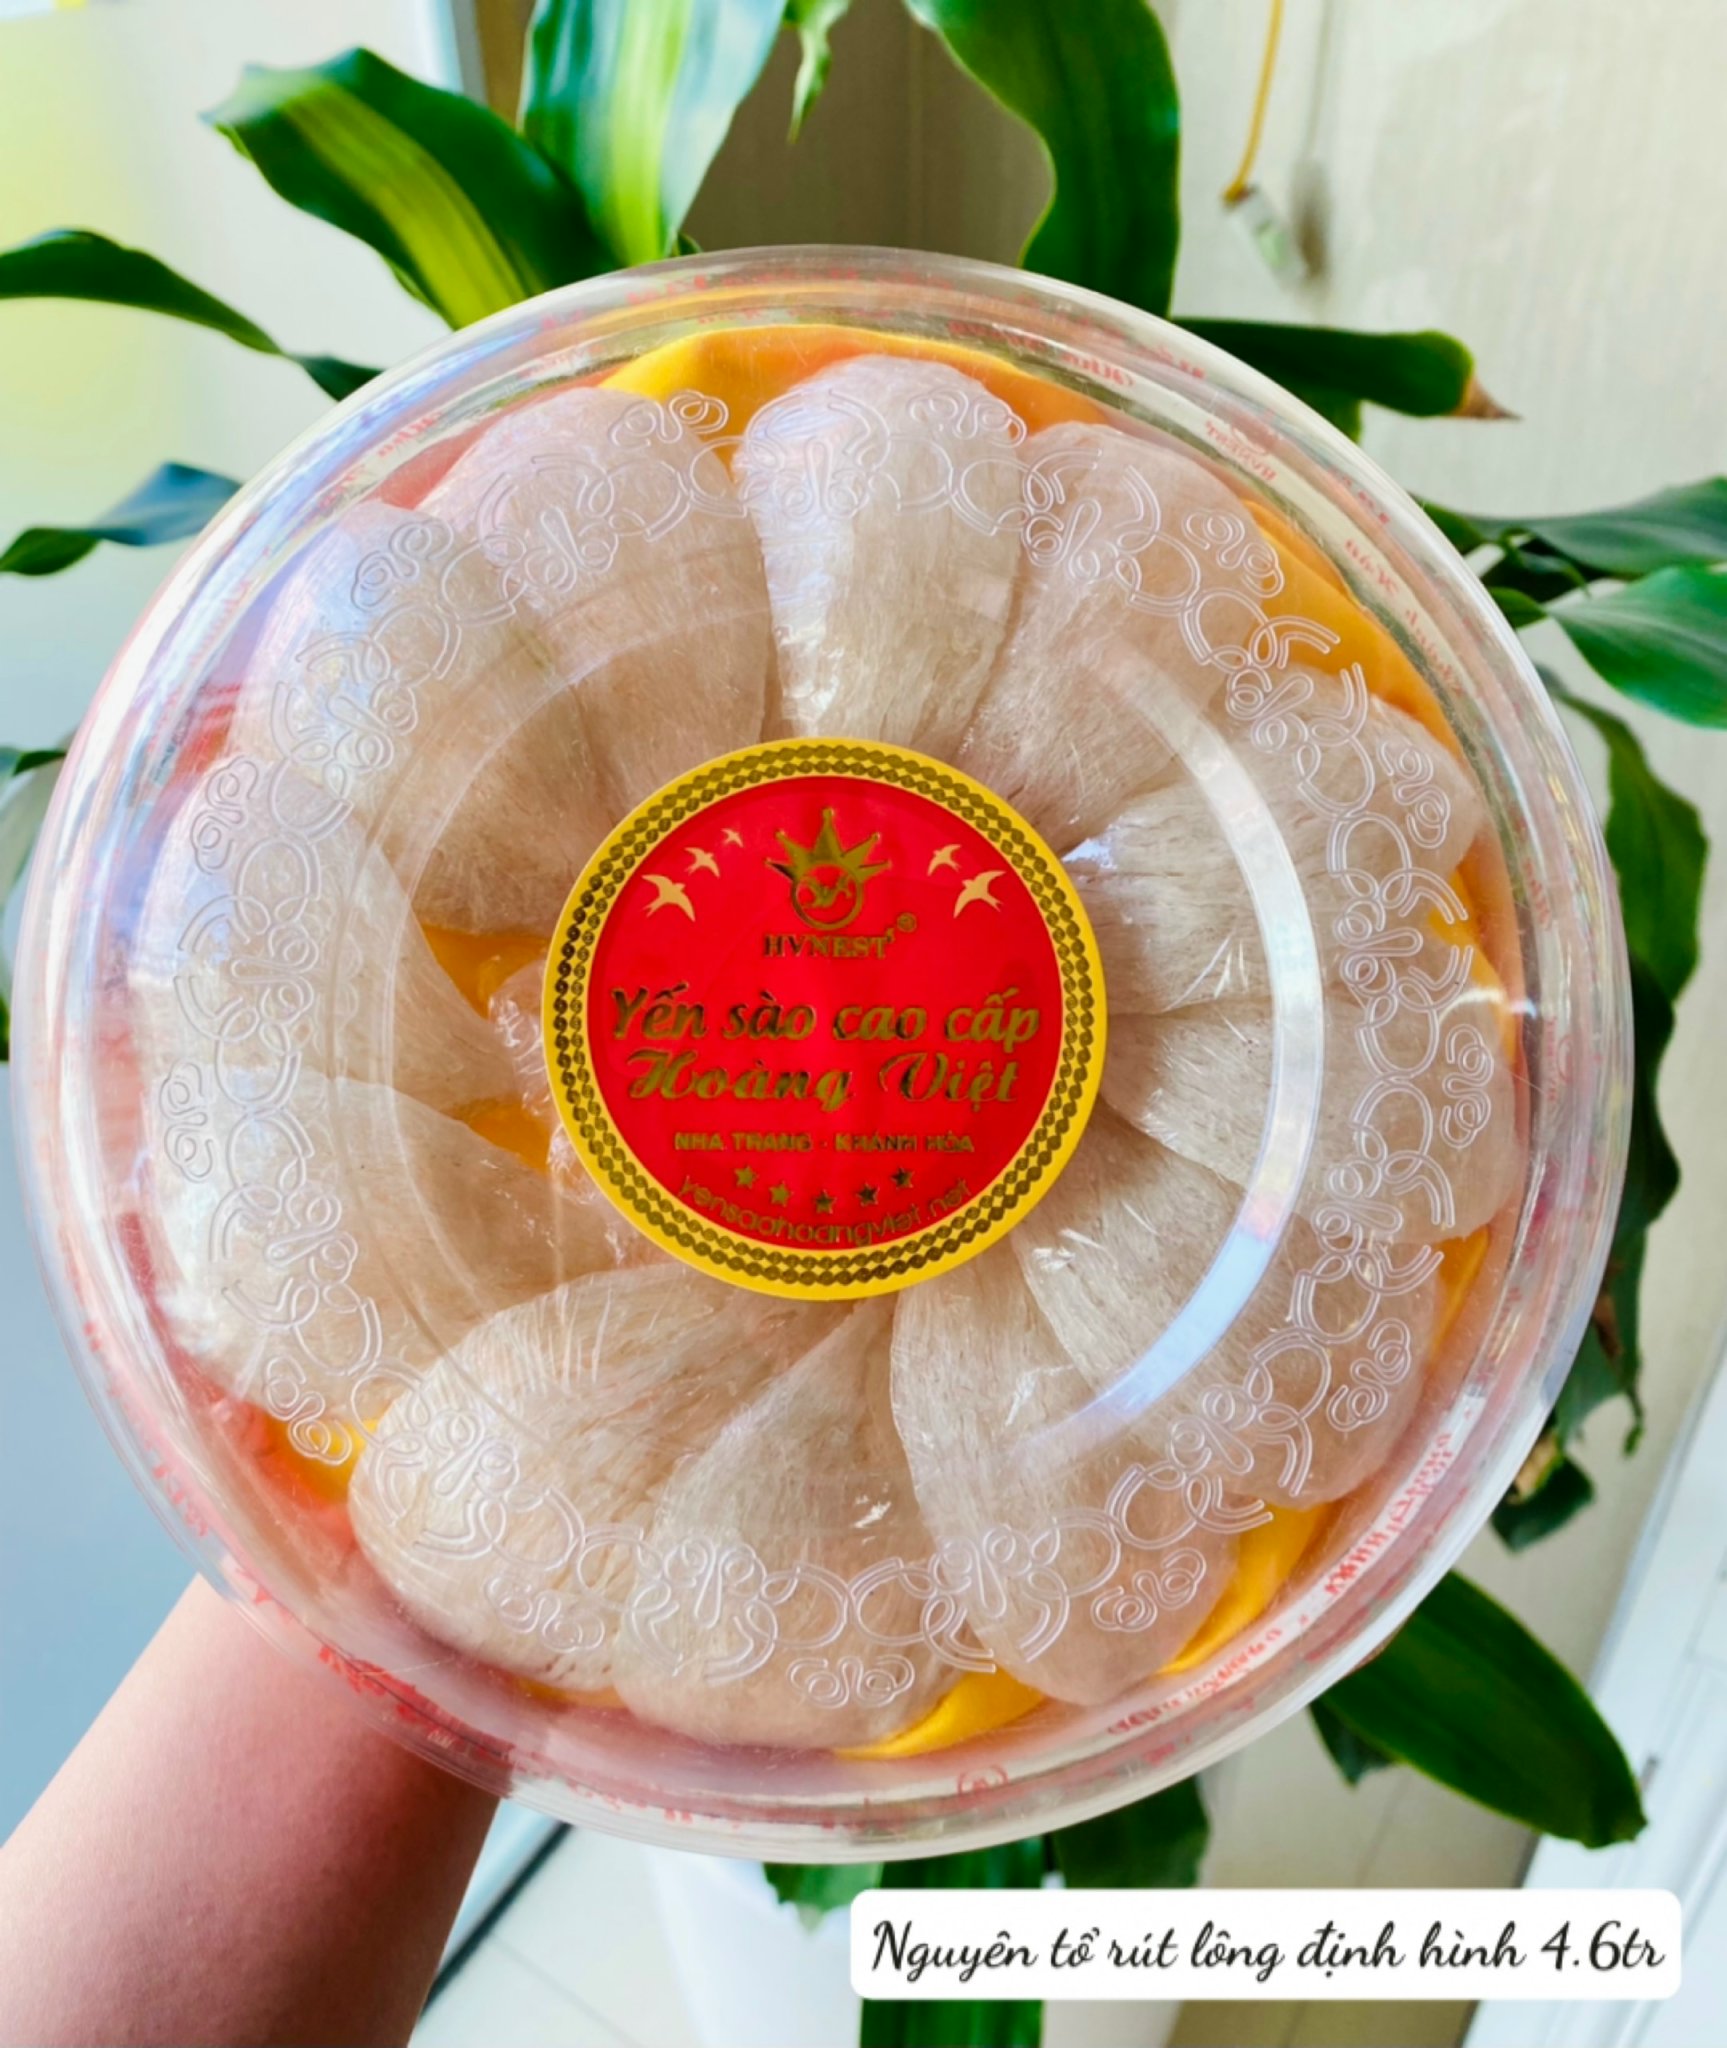 HVNEST®
Yến sào cao cấp
Hoàng Việt
NHA TRANG - KHÁNH HÒA
yensaohoangviet.net
Nguyên tổ rút lông định hình 4.6tr